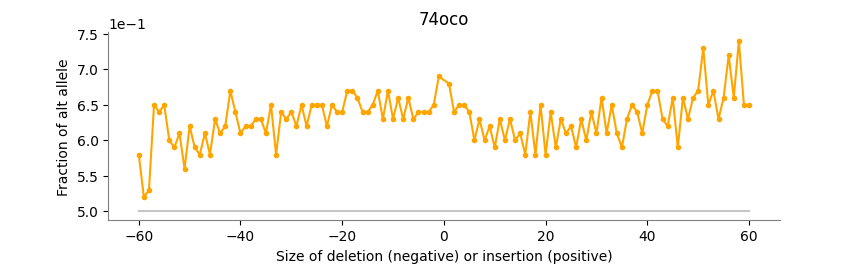 74oco
1e−1
7.5
7.0
6.5
6.0
5.5
5.0
Fraction of alt allele
−60 −40 −20 0 20 40 60
Size of deletion (negative) or insertion (positive)